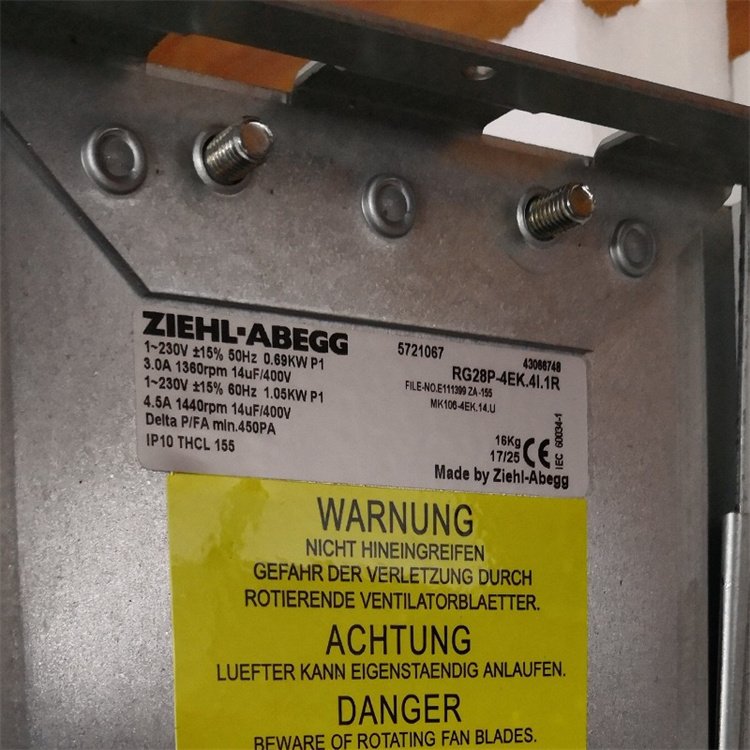 ZIEHL-ABEGG
1~230V ±15% 50Hz 0.69KW P1
3.0A 1360rpm 14uF/400V
1~230V ±15% 60Hz 1.05KW P1
4.5A 1440rpm 14uF/400V
Delta P/FA min.450PA
IP10 THCL 155
5721067
43066748
RG28P-4EK.4I.1R
FILE-NO.E111399 ZA-155
MK106-4EK.14.U
16Kg
17/25 CE
IEC 60034-1
Made by Ziehl-Abegg
WARNUNG
NICHT HINEINGREIFEN
GEFAHR DER VERLETZUNG DURCH
ROTIERENDE VENTILATORBLAETTER.
ACHTUNG
LUEFTER KANN EIGENSTAENDIG ANLAUFEN.
DANGER
BEWARE OF ROTATING FAN BLADES.